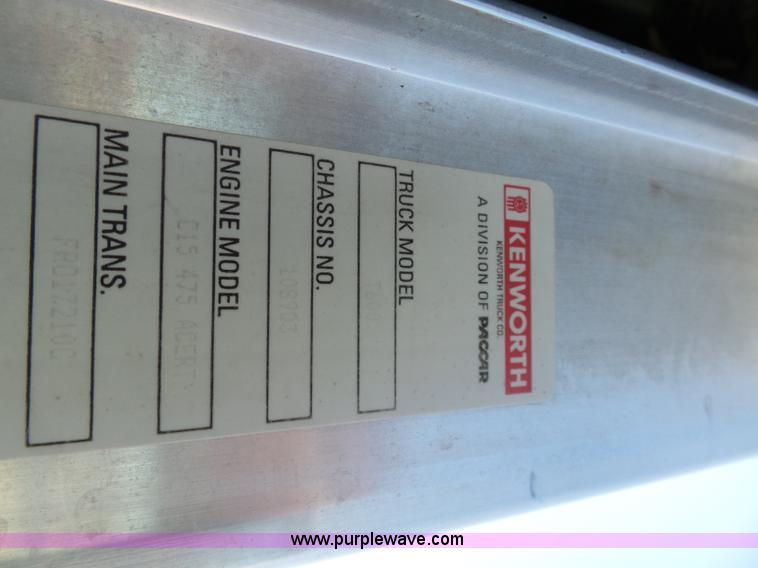 KENWORTH
KENWORTH TRUCK CO.
A DIVISION OF PACCAR
TRUCK MODEL
CHASSIS NO.
ENGINE MODEL
C15 475 ACERT
MAIN TRANS.
www.purplewave.com